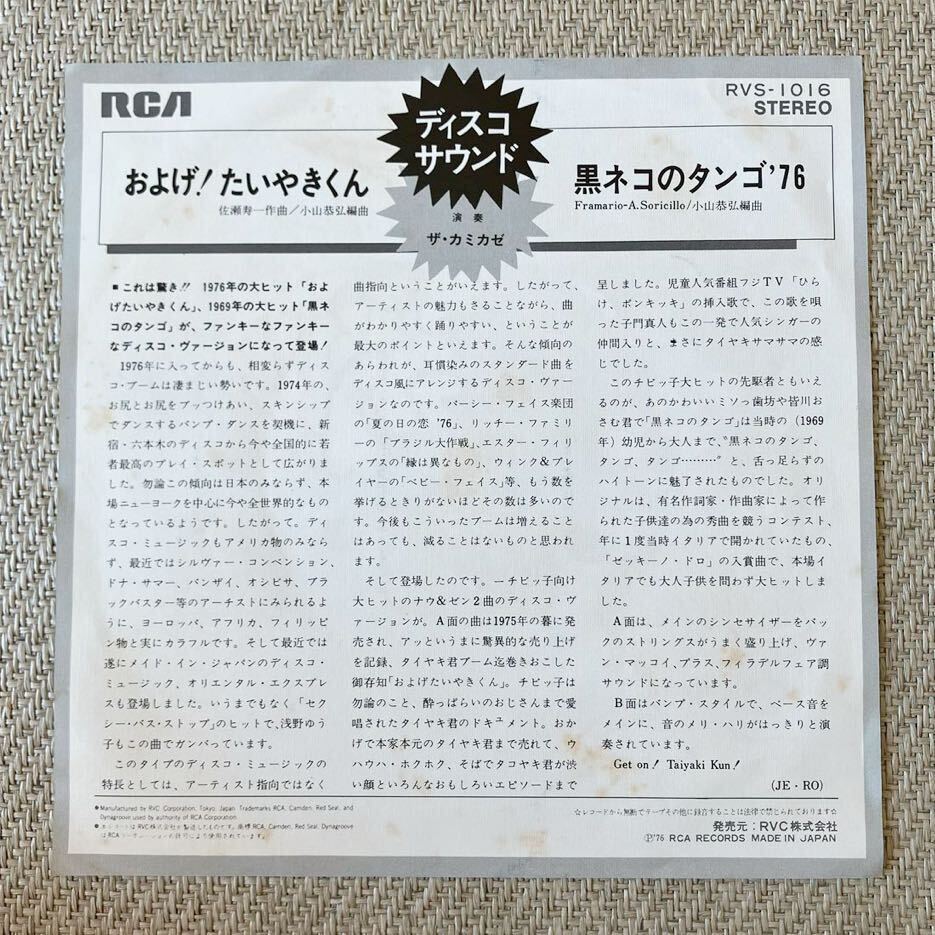 RCA
RVS-1016
STEREO
ディスコ
サウンド
演奏
ザ・カミカゼ
およげ!たいやきくん
佐瀬寿一作曲/小山恭弘編曲
黒ネコのタンゴ'76
Framario-A.Soricillo/小山恭弘編曲
■これは驚き!! 1976年の大ヒット「およ
げたいやきくん」、1969年の大ヒット「黒ネ
コのタンゴ」が、ファンキーなファンキー
なディスコ・ヴァージョンになって登場!
1976年に入ってからも、相変らずディス
コ・ブームは凄まじい勢いです。1974年の、
お尻とお尻をブッつけあい、スキンシップ
でダンスするバンプ・ダンスを契機に、新
宿・六本木のディスコから今や全国的に若
者最高のプレイ・スポットとして広がりま
した。勿論この傾向は日本のみならず、本
場ニューヨークを中心に今や全世界的なもの
となっているようです。したがって。ディ
スコ・ミュージックもアメリカ物のみなら
ず、最近ではシルヴァー・コンベンション、
ドナ・サマー、バンザイ、オシビサ、ブラ
ックバスター等のアーチストにみられるよ
うに、ヨーロッパ、アフリカ、フィリッピ
ン物と実にカラフルです。そして最近では
遂にメイド・イン・ジャパンのディスコ・
ミュージック、オリエンタル・エクスプレ
スも登場しました。いうまでもなく「セク
シー・バス・ストップ」のヒットで、浅野ゆう
子もこの曲でガンバっています。
このタイプのディスコ・ミュージックの
特長としては、アーティスト指向ではなく
曲指向ということがいえます。したがって、
アーティストの魅力もさることながら、曲
がわかりやすく踊りやすい、ということが
最大のポイントといえます。そんな傾向の
あらわれが、耳慣染みのスタンダード曲を
ディスコ風にアレンジするディスコ・ヴァー
ジョンなのです。パーシー・フェイス楽団
の「夏の日の恋'76」、リッチー・ファミリ
ーの「ブラジル大作戦」、エスター・フィリ
ップスの「縁は異なもの」、ウィンク&プレ
イヤーの「ベビー・フェイス」等、もう数を
挙げるときりがないほどその数は多いので
す。今後もこういったブームは増えること
はあっても、減ることはないものと思われ
ます。
そして登場したのです。一チビッ子向け
大ヒットのナウ&ゼン2曲のディスコ・ヴ
ァージョンが。A面の曲は1975年の暮に発
売され、アッというまに驚異的な売り上げ
を記録、タイヤキ君ブーム迄巻きおこした
御存知「およげたいやきくん」。チビッ子は
勿論のこと、酔っぱらいのおじさんまで愛
唱されたタイヤキ君のドキュメント。おか
げで本家本元のタイヤキ君まで売れて、ウ
ハウハ・ホクホク、そばでタコヤキ君が渋
い顔といろんなおもしろいエピソードまで
呈しました。児童人気番組フジTV「ひら
け、ポンキッキ」の挿入歌で、この歌を唄
った子門真人もこの一発で人気シンガーの
仲間入りと、まさにタイヤキサマサマの感
じでした。
このチビッ子大ヒットの先駆者ともいえ
るのが、あのかわいいミソっ歯坊や皆川お
さむ君で「黒ネコのタンゴ」は当時の(1969
年)幼児から大人まで、"黒ネコのタンゴ、
タンゴ、タンゴ………"と、舌っ足らずの
ハイトーンに魅了されたものでした。オリ
ジナルは、有名作詞家・作曲家によって作
られた子供達の為の秀曲を競うコンテスト、
年に1度当時イタリアで開かれていたもの、
「ゼッキーノ・ドロ」の入賞曲で、本場イ
タリアでも大人子供を問わず大ヒットしま
した。
A面は、メインのシンセサイザーをバッ
クのストリングスがうまく盛り上げ、ヴァ
ン・マッコイ、プラス、フィラデルフェア調
サウンドになっています。
B面はバンプ・スタイルで、ベース音を
メインに、音のメリ・ハリがはっきりと演
奏されています。
Get on! Taiyaki Kun!
(JE・RO)
●Manufactured by RVC Corporation, Tokyo, Japan. Trademarks RCA, Camden, Red Seal, and
Dynagroove used by authority of RCA Corporation.
☆レコードから無断でテープその他に録音することは法律で禁じられております☆
発売元:RVC株式会社
℗'76 RCA RECORDS MADE IN JAPAN